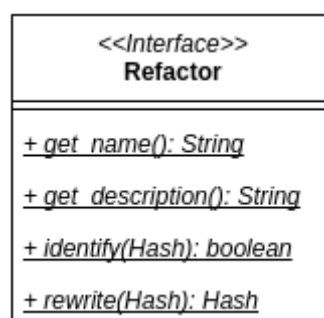 <<Interface>>
Refactor
+ get_name(): String
+ get_description(): String
+ identify(Hash): boolean
+ rewrite(Hash): Hash